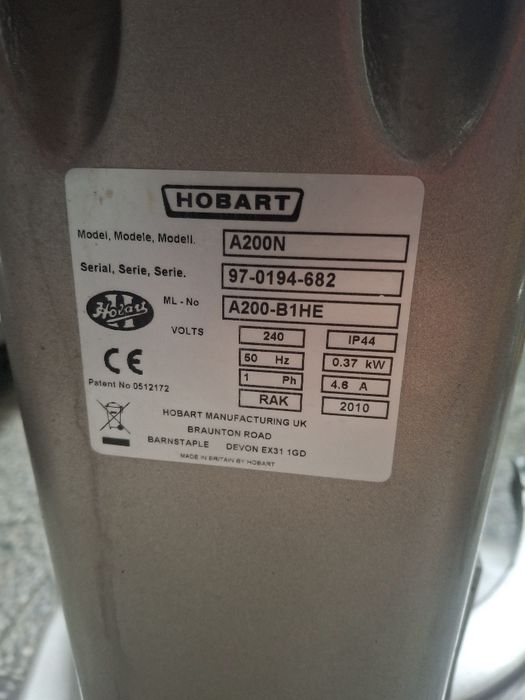 HOBART
Model, Modele, Modell. A200N
Serial, Serie, Serie. 97-0194-682
Hobart ML - No A200-B1HE
VOLTS 240 IP44
50 Hz 0.37 kW
CE 1 Ph 4.6 A
Patent No 0512172 RAK 2010
HOBART MANUFACTURING UK
BRAUNTON ROAD
BARNSTAPLE DEVON EX31 1GD
MADE IN BRITAIN BY HOBART